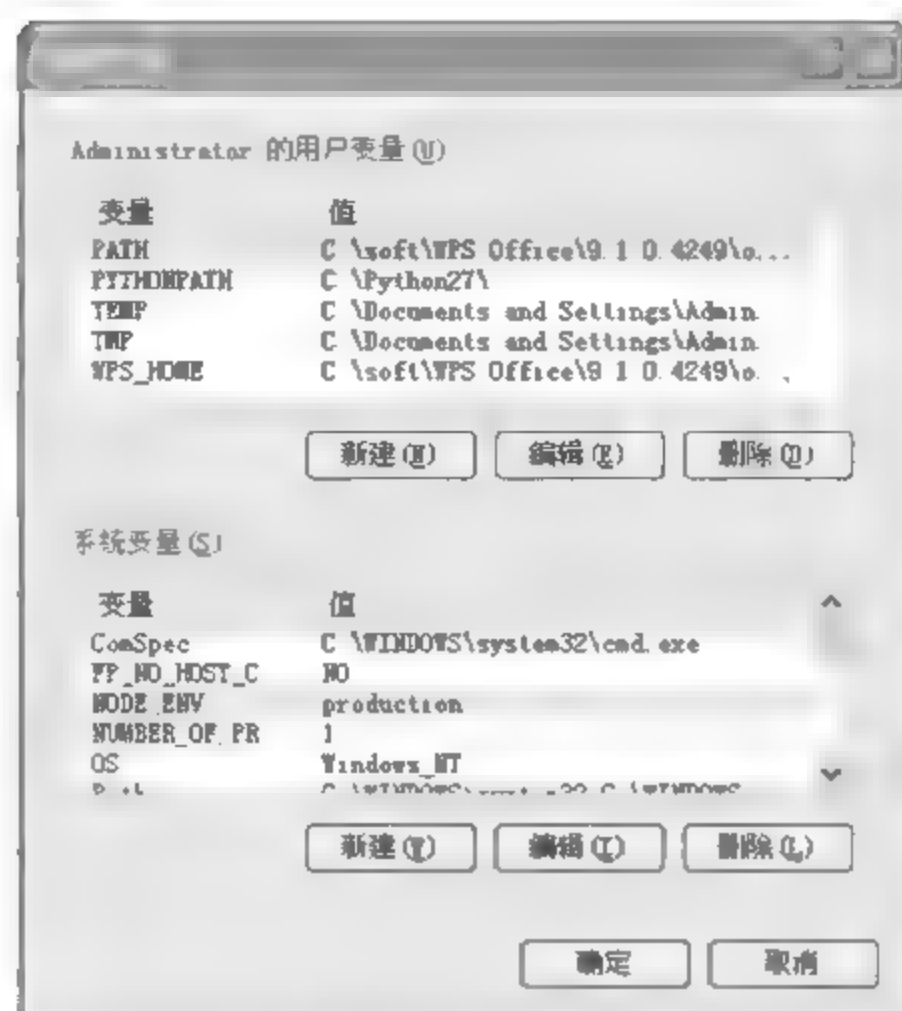 Administrator 的用户变量(U)
变量 值
PATH C \soft\WPS Office\9 1 0 4249\o...
PYTHONPATH C \Python27\
TEMP C \Documents and Settings\Admin
TMP C \Documents and Settings\Admin
WPS_HOME C \soft\WPS Office\9 1 0 4249\o
新建(N) 编辑(E) 删除(D)
系统变量(S)
变量 值
ComSpec C \WINDOWS\system32\cmd.exe
FP_NO_HOST_C NO
NODE_ENV production
NUMBER_OF_PR 1
OS Windows_NT
新建(W) 编辑(I) 删除(L)
确定 取消